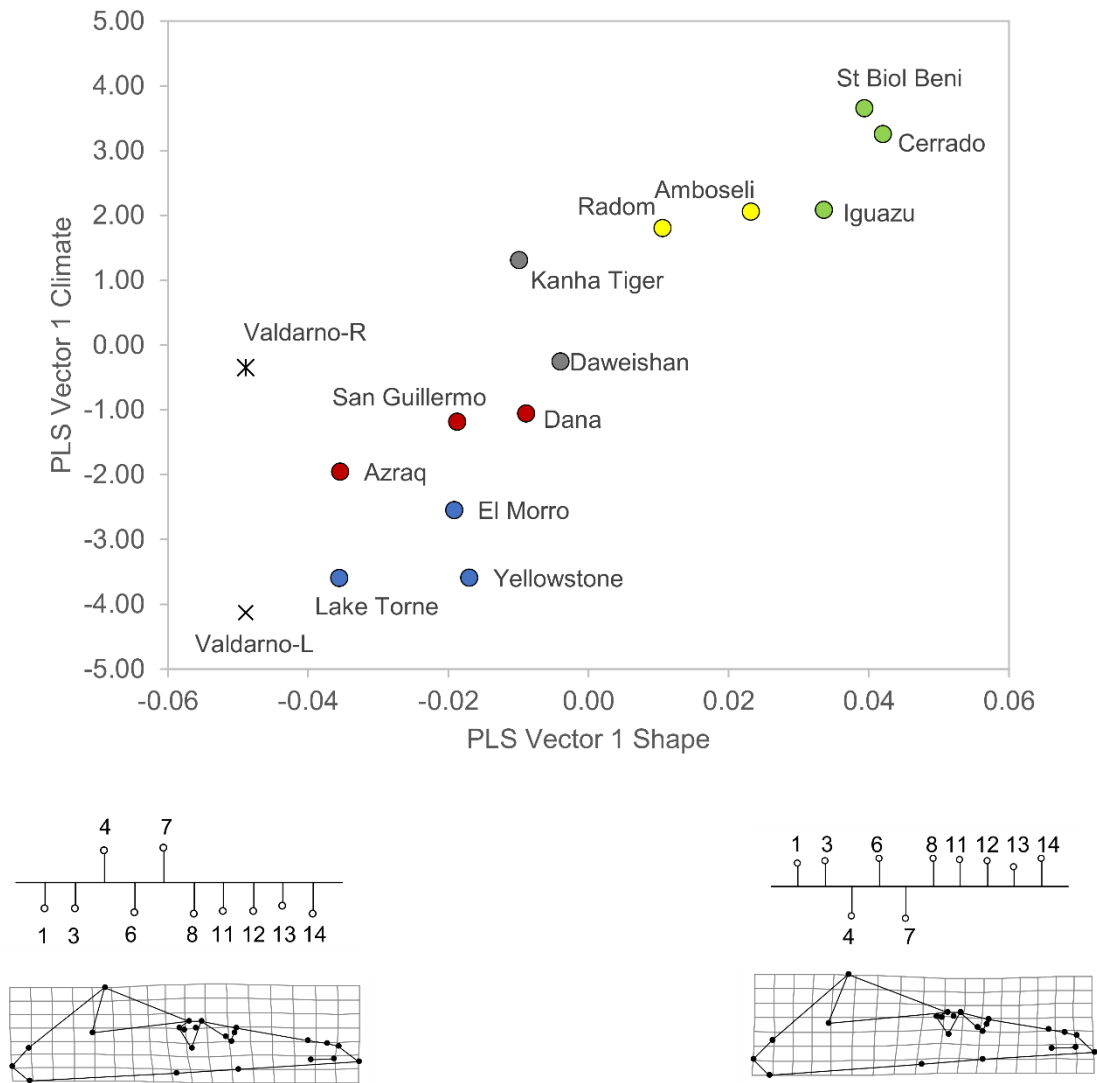 5.00
St Biol Beni
4.00
Cerrado
3.00
Amboseli
Radom
2.00
Iguazu
Kanha Tiger
1.00
Valdarno-R
0.00
Daweishan
San Guillermo
-1.00
Dana
-2.00
Azraq
El Morro
-3.00
Yellowstone
Lake Torne
-4.00
Valdarno-L
-5.00
PLS Vector 1 Climate
-0.06 -0.04 -0.02 0.00 0.02 0.04 0.06
PLS Vector 1 Shape
4 7
1 3 6 8 11 12 13 14
1 3 6 8 11 12 13 14
4 7